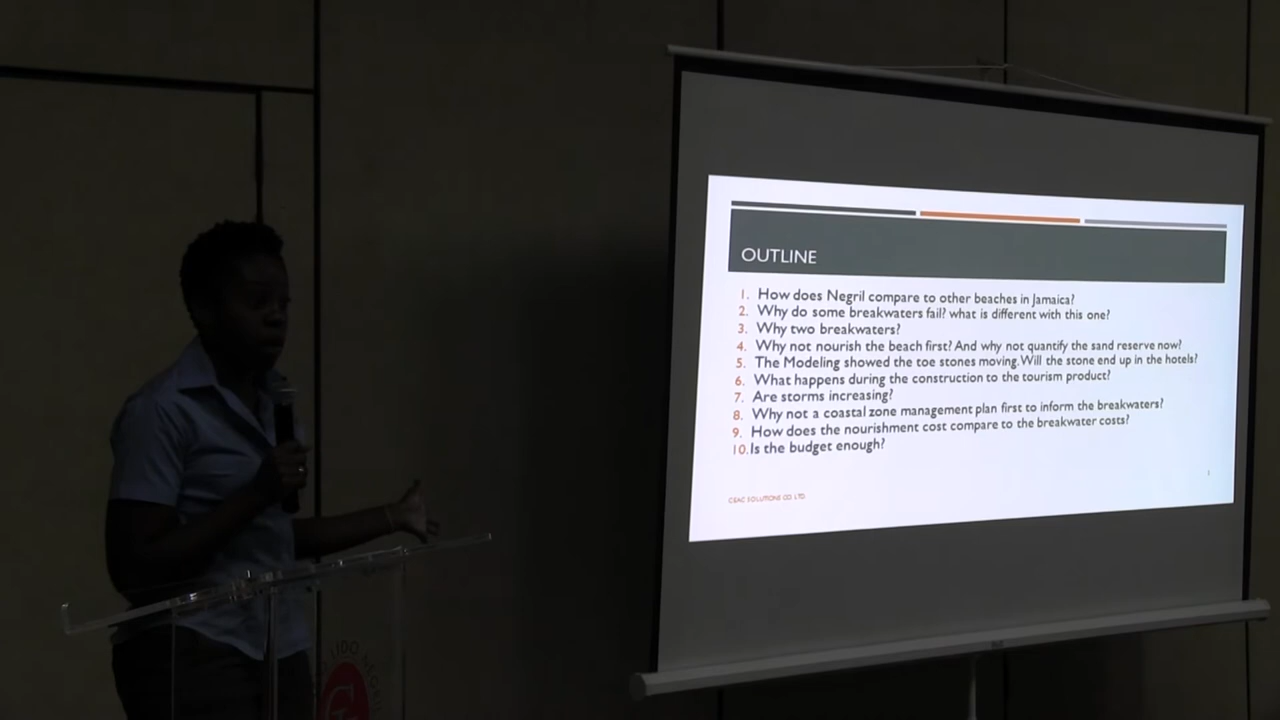 OUTLINE
1. How does Negril compare to other beaches in Jamaica?
2. Why do some breakwaters fail? what is different with this one?
3. Why two breakwaters?
4. Why not nourish the beach first? And why not quantify the sand reserve now?
5. The Modeling showed the toe stones moving. Will the stone end up in the hotels?
6. What happens during the construction to the tourism product?
7. Are storms increasing?
8. Why not a coastal zone management plan first to inform the breakwaters?
9. How does the nourishment cost compare to the breakwater costs?
10. Is the budget enough?
CEAC SOLUTIONS CO. LTD.
LIDO NEGRIL